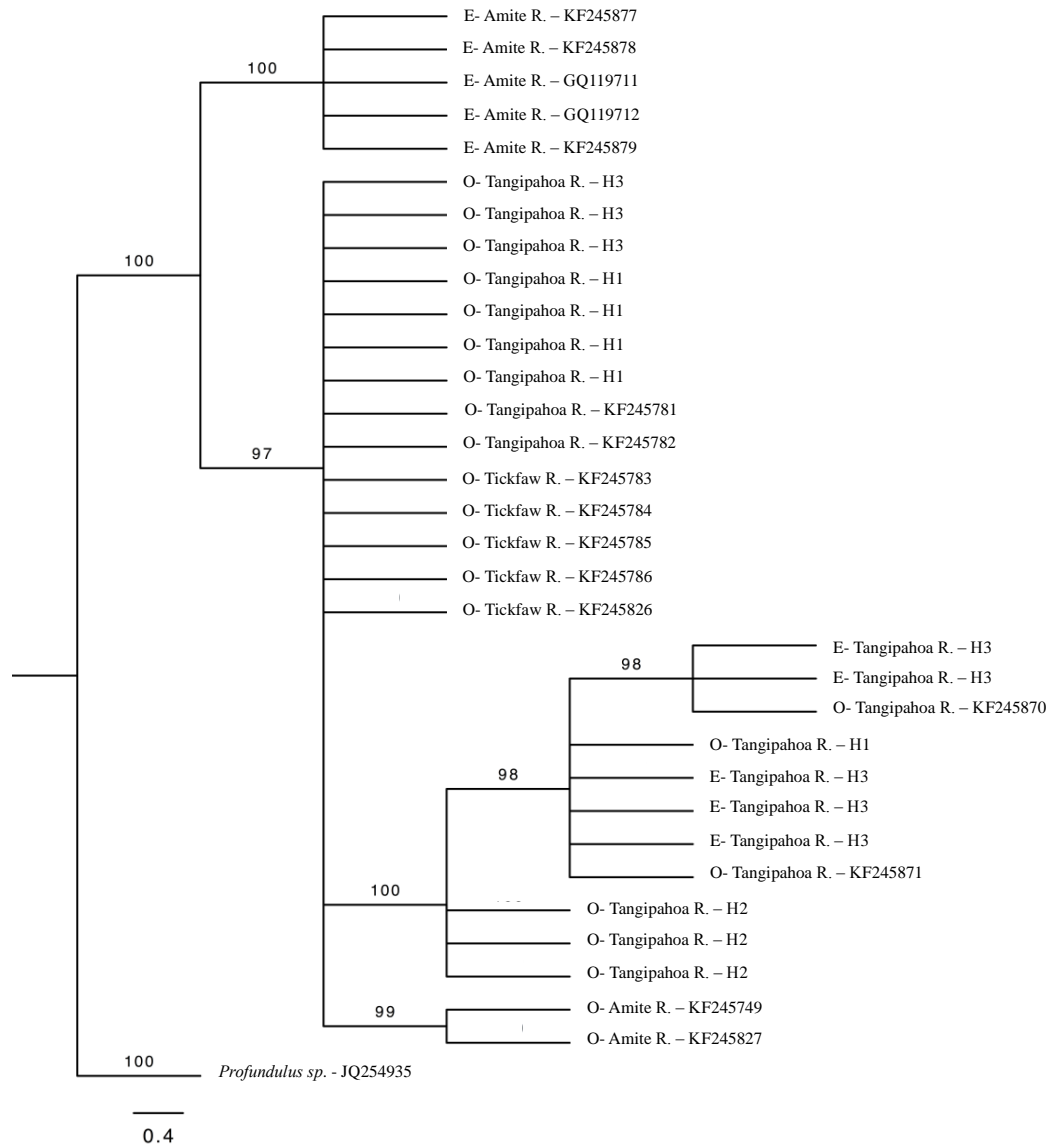 E- Amite R. – KF245877
E- Amite R. – KF245878
100
E- Amite R. – GQ119711
E- Amite R. – GQ119712
E- Amite R. – KF245879
O- Tangipahoa R. – H3
O- Tangipahoa R. – H3
O- Tangipahoa R. – H3
100
O- Tangipahoa R. – H1
O- Tangipahoa R. – H1
O- Tangipahoa R. – H1
O- Tangipahoa R. – H1
O- Tangipahoa R. – KF245781
O- Tangipahoa R. – KF245782
97
O- Tickfaw R. – KF245783
O- Tickfaw R. – KF245784
O- Tickfaw R. – KF245785
O- Tickfaw R. – KF245786
O- Tickfaw R. – KF245826
E- Tangipahoa R. – H3
98
E- Tangipahoa R. – H3
O- Tangipahoa R. – KF245870
O- Tangipahoa R. – H1
98
E- Tangipahoa R. – H3
E- Tangipahoa R. – H3
E- Tangipahoa R. – H3
O- Tangipahoa R. – KF245871
100
O- Tangipahoa R. – H2
O- Tangipahoa R. – H2
O- Tangipahoa R. – H2
99
O- Amite R. – KF245749
O- Amite R. – KF245827
100
Profundulus sp. - JQ254935
0.4